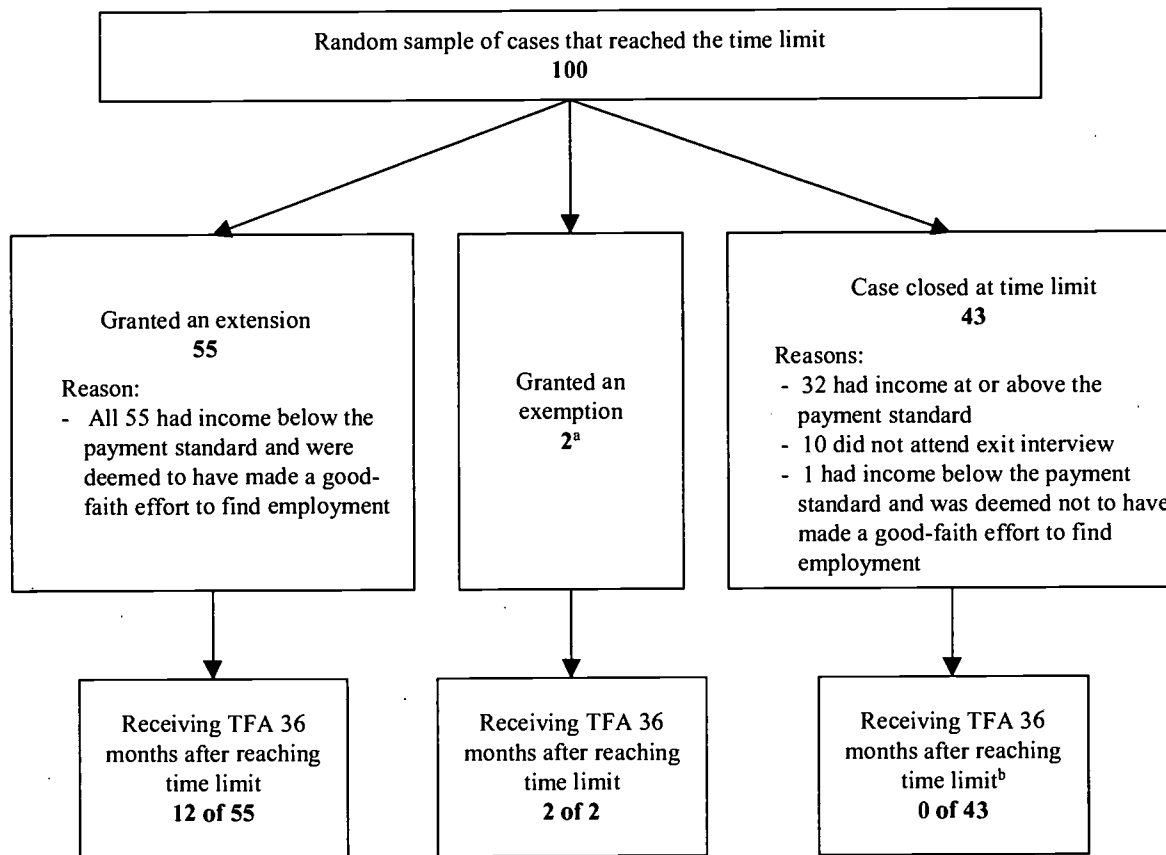 Random sample of cases that reached the time limit
100
Granted an extension
55
Reason:
- All 55 had income below the
payment standard and were
deemed to have made a good-
faith effort to find employment
Granted an
exemption
2ᵃ
Case closed at time limit
43
Reasons:
- 32 had income at or above the
payment standard
- 10 did not attend exit interview
- 1 had income below the payment
standard and was deemed not to have
made a good-faith effort to find
employment
Receiving TFA 36
months after reaching
time limit
12 of 55
Receiving TFA 36
months after reaching
time limit
2 of 2
Receiving TFA 36
months after reaching
time limitᵇ
0 of 43